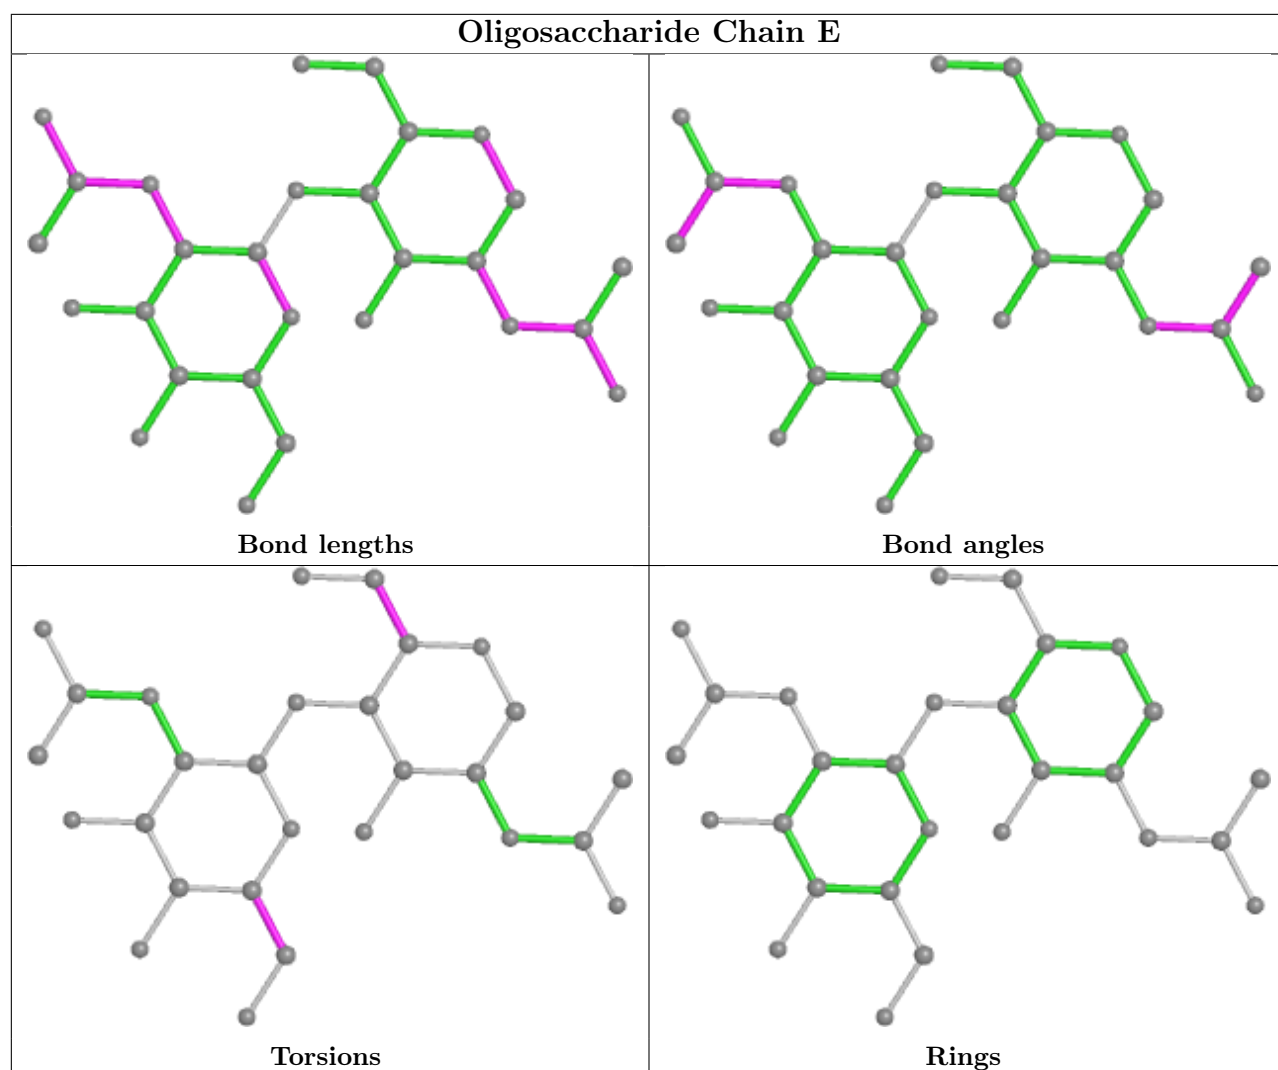 Oligosaccharide Chain E
Bond lengths
Bond angles
Torsions
Rings